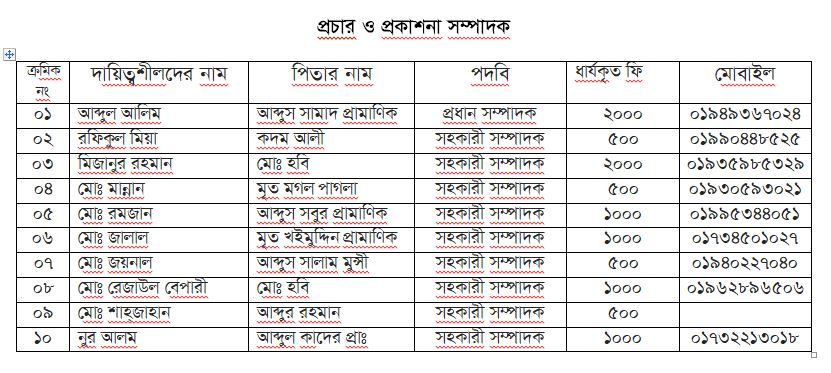 প্রচার ও প্রকাশনা সম্পাদক
ক্রমিক নং দায়িত্বশীলদের নাম পিতার নাম পদবি ধার্যকৃত ফি মোবাইল
০১ আব্দুল আলিম আব্দুস সামাদ প্রামাণিক প্রধান সম্পাদক ২০০০ ০১৯৪৯৩৬৭০২৪
০২ রফিকুল মিয়া কদম আলী সহকারী সম্পাদক ৫০০ ০১৯৯০৪৪৮৫২৫
০৩ মিজানুর রহমান মোঃ হবি সহকারী সম্পাদক ২০০০ ০১৯৩৫৯৮৫৩২৯
০৪ মোঃ মান্নান মৃত মগল পাগলা সহকারী সম্পাদক ৫০০ ০১৯৩০৫৯৩০২১
০৫ মোঃ রমজান আব্দুস সবুর প্রামাণিক সহকারী সম্পাদক ১০০০ ০১৯৯৫৩৪৪০৫১
০৬ মোঃ জালাল মৃত খইমুদ্দিন প্রামাণিক সহকারী সম্পাদক ১০০০ ০১৭৩৪৫০১০২৭
০৭ মোঃ জয়নাল আব্দুস সালাম মুন্সী সহকারী সম্পাদক ৫০০ ০১৯৪০২২৭০৪০
০৮ মোঃ রেজাউল বেপারী মোঃ হবি সহকারী সম্পাদক ১০০০ ০১৯৬২৮৯৬৫০৬
০৯ মোঃ শাহজাহান আব্দুর রহমান সহকারী সম্পাদক ৫০০
১০ নুর আলম আব্দুল কাদের প্রাঃ সহকারী সম্পাদক ১০০০ ০১৭৩২২১৩০১৮